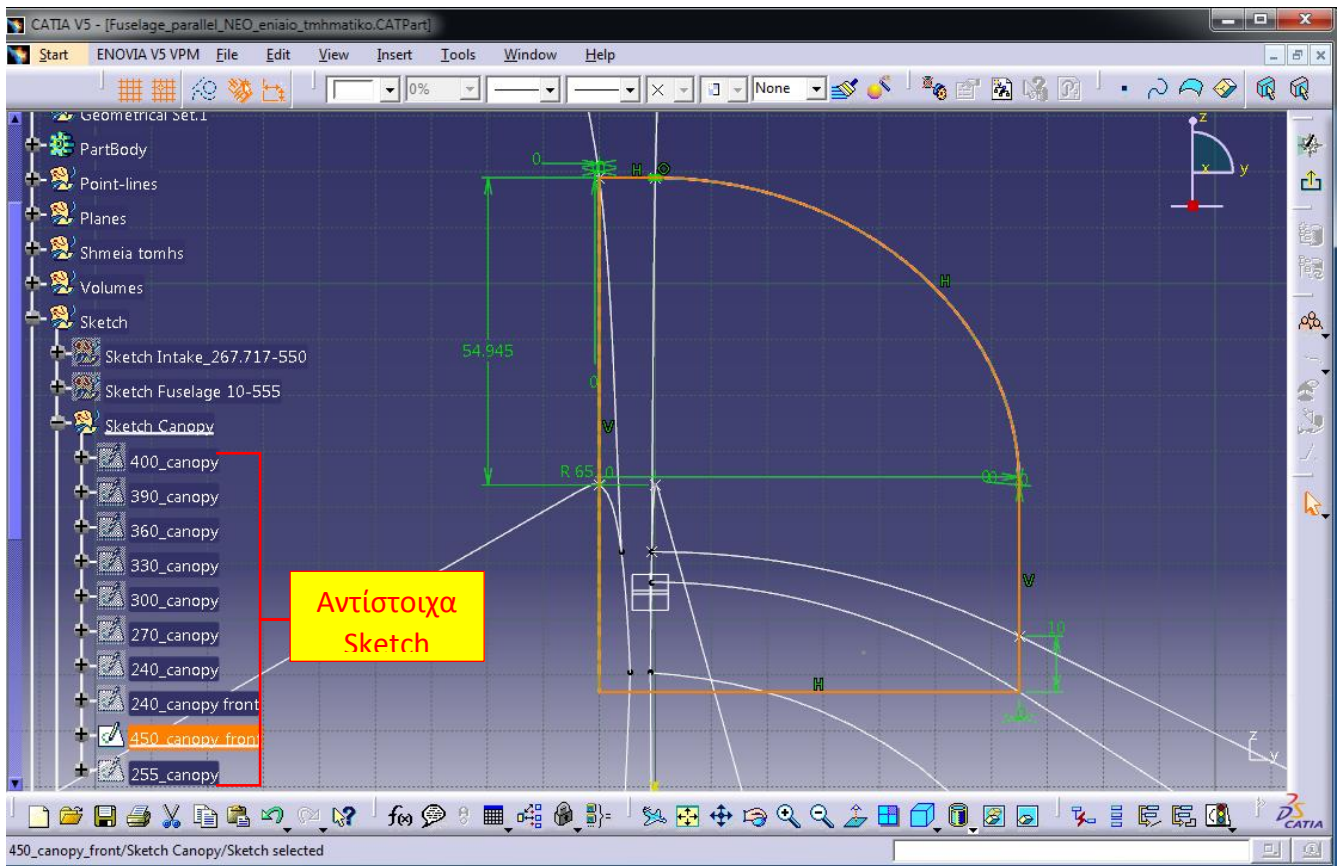 CATIA V5 - [Fuselage_parallel_NEO_eniaio_tmhmatiko.CATPart]
Start ENOVIA V5 VPM File Edit View Insert Tools Window Help
0% None
Geometrical Set.1
PartBody
Point-lines
Planes
Shmeia tomhs
Volumes
Sketch
Sketch Intake_267.717-550
Sketch Fuselage 10-555
Sketch Canopy
400_canopy
390_canopy
360_canopy
330_canopy
300_canopy
270_canopy
240_canopy
240_canopy front
450_canopy_front
255_canopy
Αντίστοιχα
Sketch
0
H
54.945
0
V
R 65
0
H
V
10
H
z
x y
z
y
f(x)
CATIA
450_canopy_front/Sketch Canopy/Sketch selected